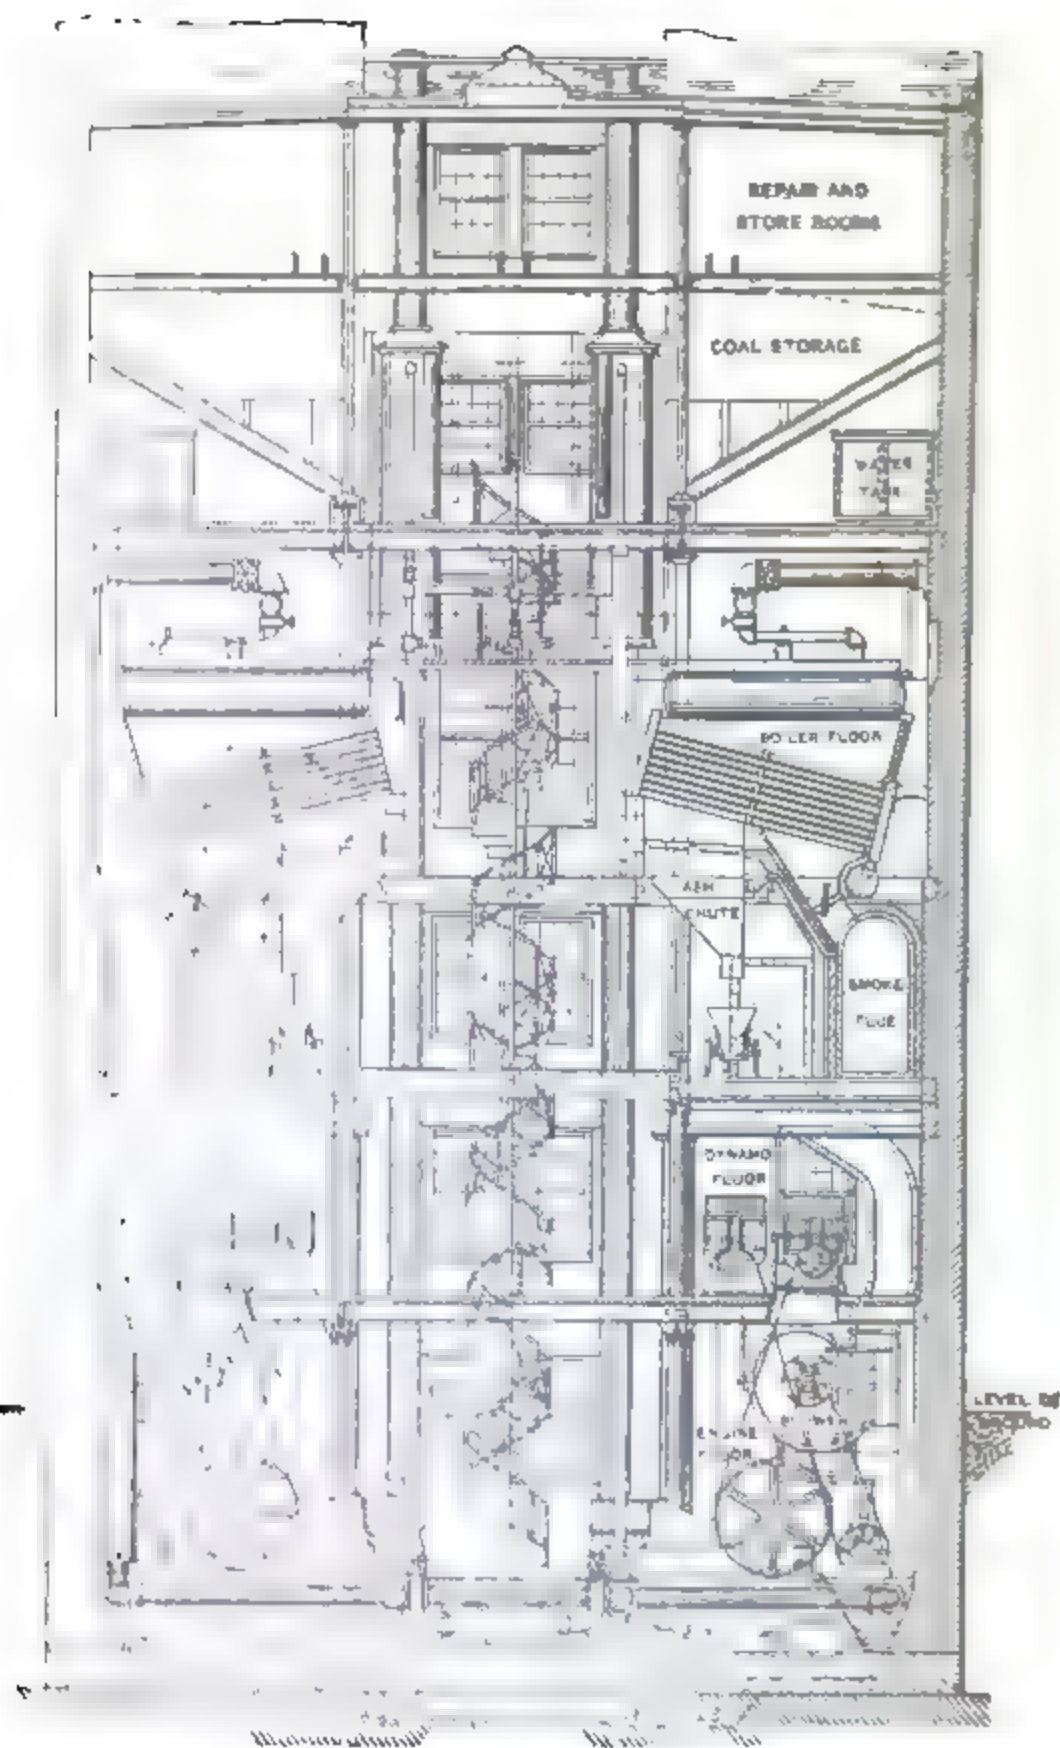 REPAIR AND
STORE ROOMS
COAL STORAGE
WATER
TANK
BOILER FLOOR
ASH
CHUTE
SMOKE
FLUE
DYNAMO
FLOOR
LEVEL OF
GROUND
BLOWER
ENGINE
FLOOR